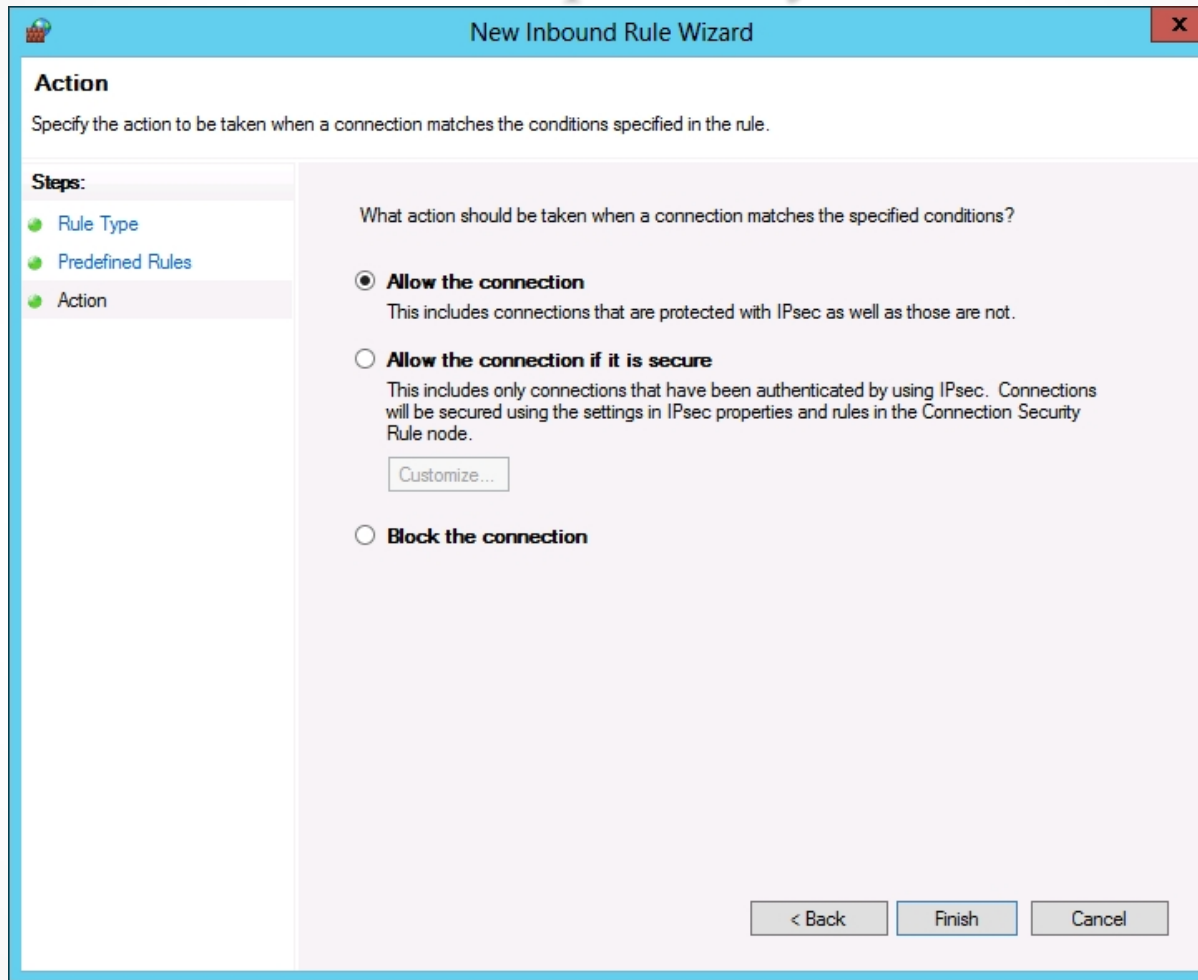 New Inbound Rule Wizard
x
Action
Specify the action to be taken when a connection matches the conditions specified in the rule.
Steps:
Rule Type
Predefined Rules
Action
What action should be taken when a connection matches the specified conditions?
Allow the connection
This includes connections that are protected with IPsec as well as those are not.
Allow the connection if it is secure
This includes only connections that have been authenticated by using IPsec. Connections
will be secured using the settings in IPsec properties and rules in the Connection Security
Rule node.
Customize...
Block the connection
< Back
Finish
Cancel